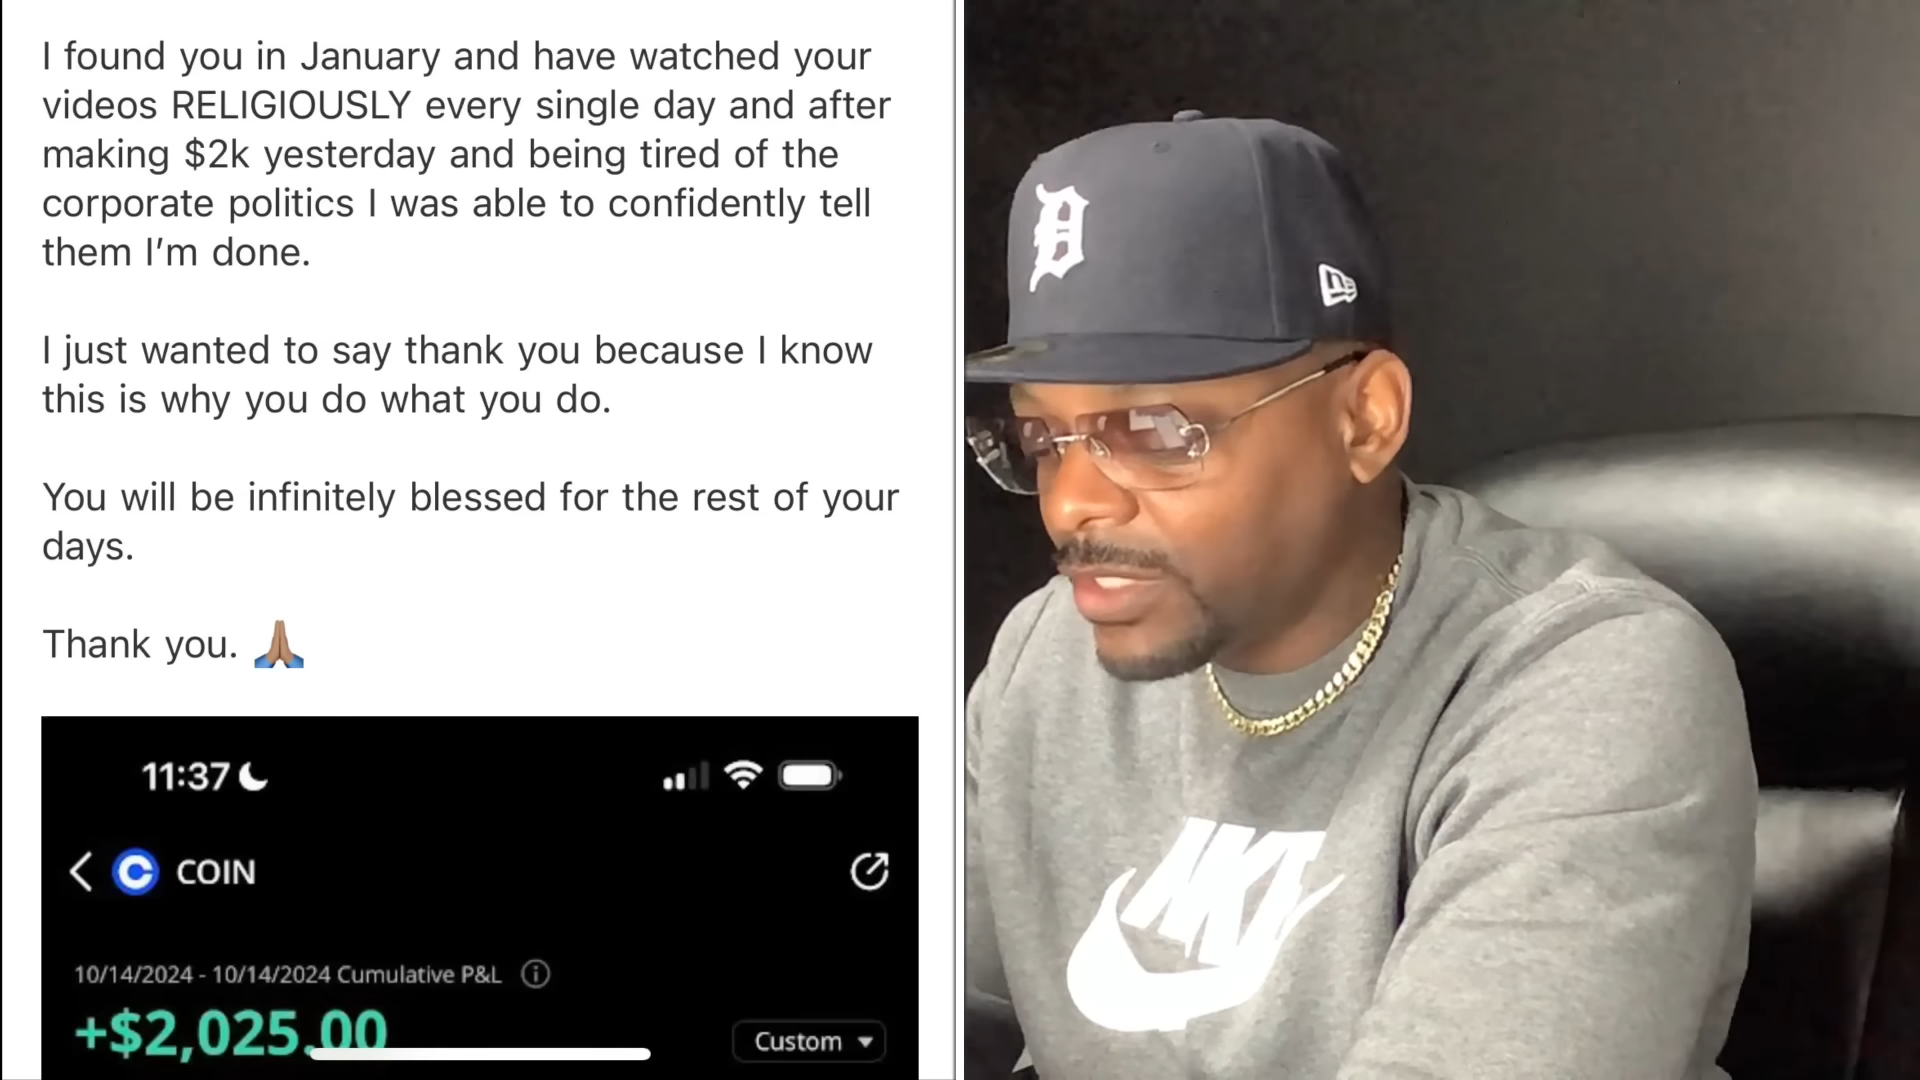 I found you in January and have watched your
videos RELIGIOUSLY every single day and after
making $2k yesterday and being tired of the
corporate politics I was able to confidently tell
them I’m done.
I just wanted to say thank you because I know
this is why you do what you do.
You will be infinitely blessed for the rest of your
days.
Thank you. 🙏🏽
11:37
COIN
10/14/2024 - 10/14/2024 Cumulative P&L
+$2,025.00
Custom
D
NE
NIKE